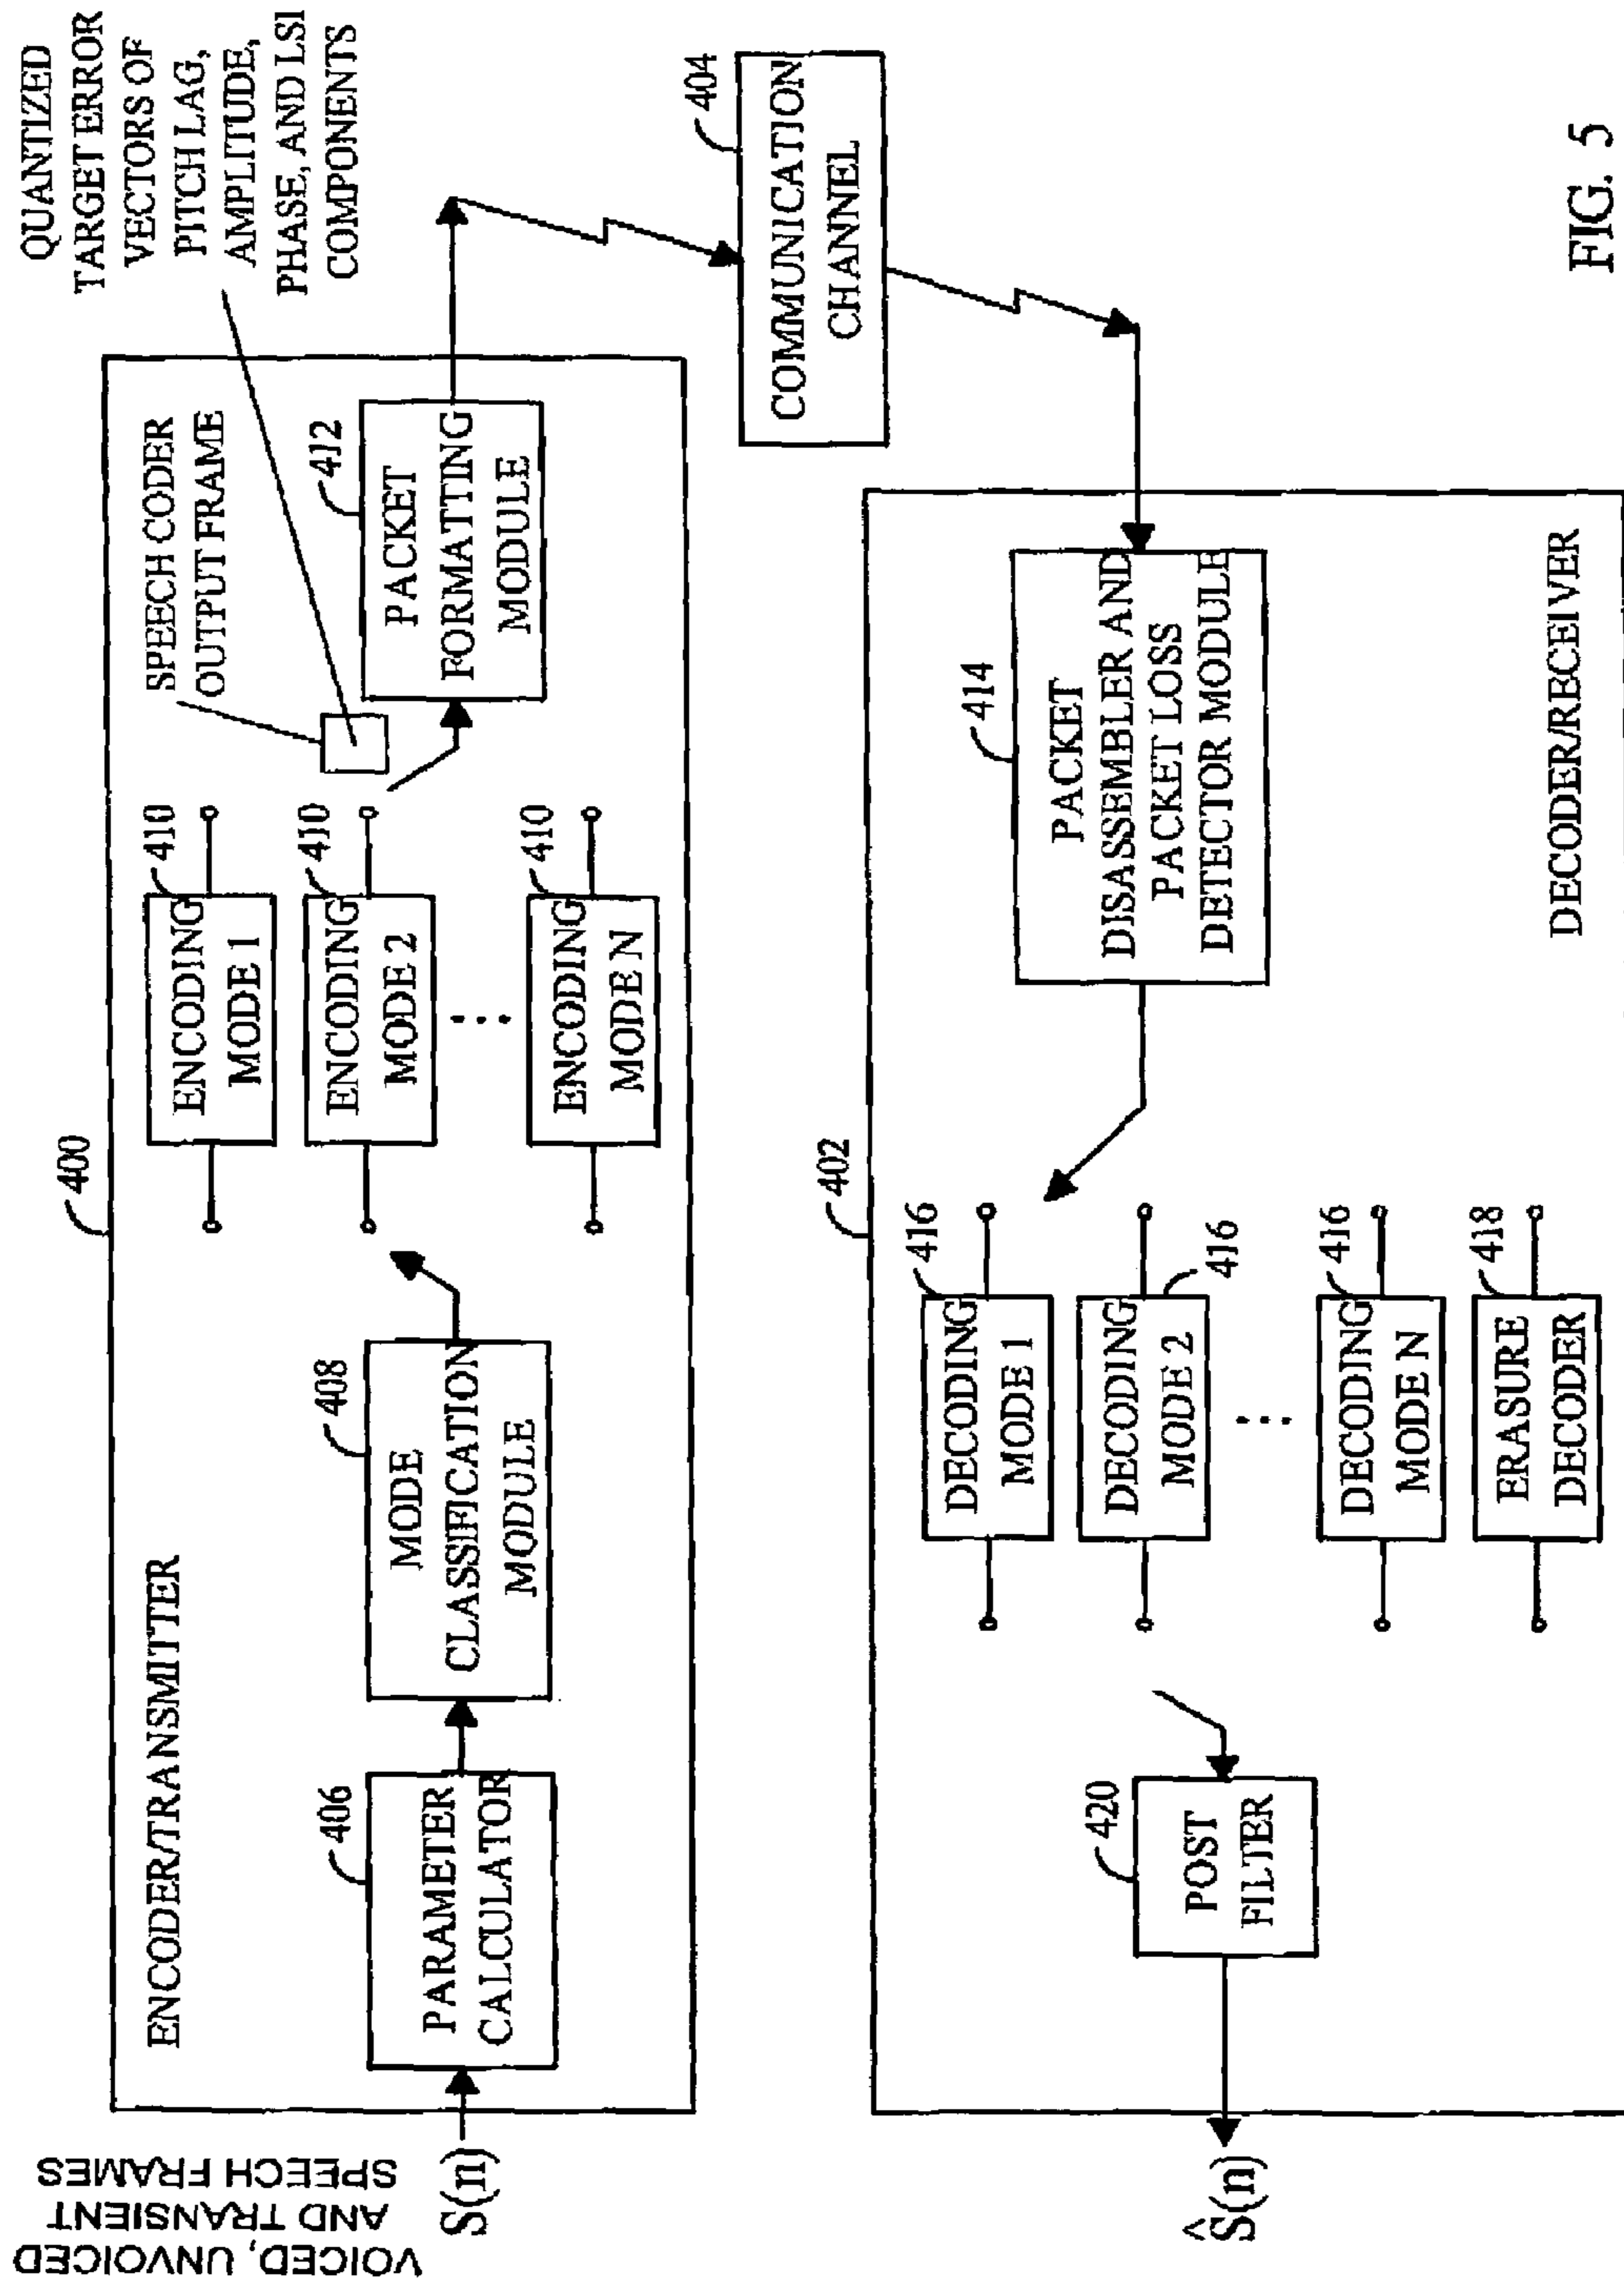 QUANTIZED
TARGET ERROR
VECTORS OF
PITCH LAG,
AMPLITUDE,
PHASE, AND LSI
COMPONENTS
400
ENCODER/TRANSMITTER
SPEECH CODER
OUTPUT FRAME
VOICED, UNVOICED
AND TRANSIENT
SPEECH FRAMES
S(n)
406
PARAMETER
CALCULATOR
408
MODE
CLASSIFICATION
MODULE
410
ENCODING
MODE 1
410
ENCODING
MODE 2
410
ENCODING
MODE N
412
PACKET
FORMATTING
MODULE
404
COMMUNICATION
CHANNEL
402
414
PACKET
DISASSEMBLER AND
PACKET LOSS
DETECTOR MODULE
416
DECODING
MODE 1
416
DECODING
MODE 2
416
DECODING
MODE N
418
ERASURE
DECODER
420
POST
FILTER
Ŝ(n)
DECODER/RECEIVER
FIG. 5